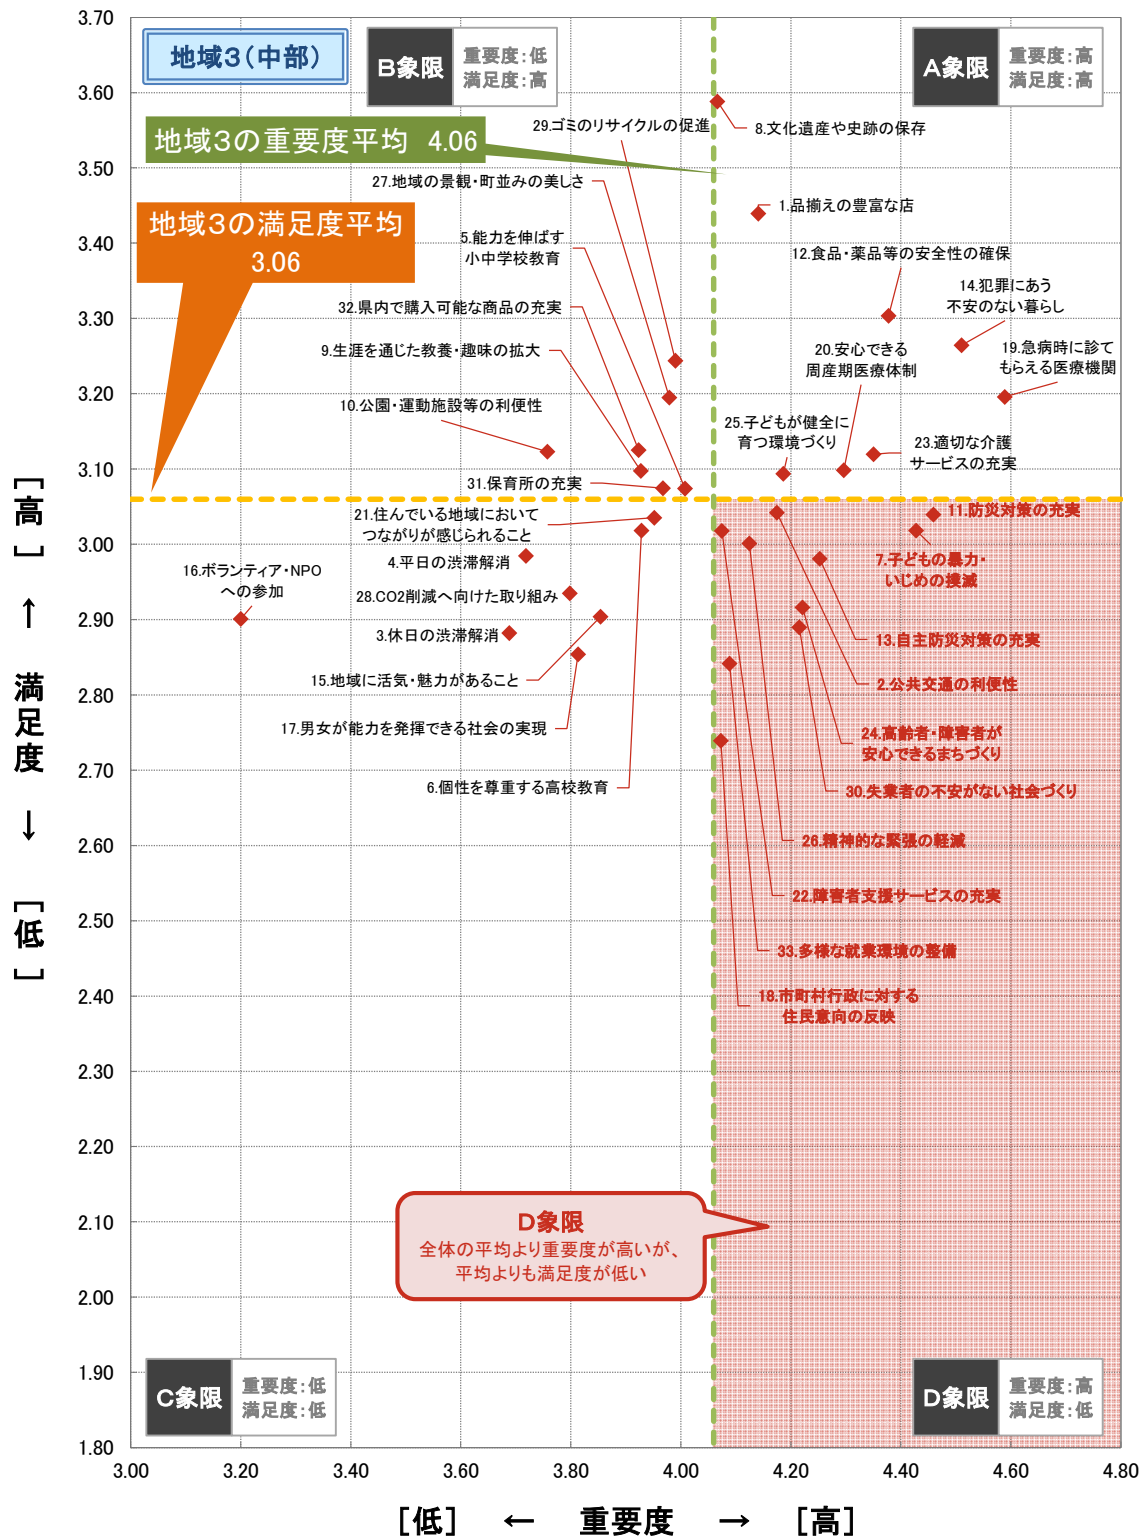 地域3(中部)
B象限
重要度:低
満足度:高
A象限
重要度:高
満足度:高
地域3の重要度平均 4.06
地域3の満足度平均
3.06
29.ゴミのリサイクルの促進
8.文化遺産や史跡の保存
27.地域の景観・町並みの美しさ
1.品揃えの豊富な店
5.能力を伸ばす
小中学校教育
12.食品・薬品等の安全性の確保
14.犯罪にあう
不安のない暮らし
32.県内で購入可能な商品の充実
20.安心できる
周産期医療体制
19.急病時に診て
もらえる医療機関
9.生涯を通じた教養・趣味の拡大
10.公園・運動施設等の利便性
25.子どもが健全に
育つ環境づくり
23.適切な介護
サービスの充実
31.保育所の充実
21.住んでいる地域において
つながりが感じられること
11.防災対策の充実
4.平日の渋滞解消
7.子どもの暴力・
いじめの撲滅
16.ボランティア・NPO
への参加
28.CO2削減へ向けた取り組み
3.休日の渋滞解消
13.自主防災対策の充実
15.地域に活気・魅力があること
2.公共交通の利便性
17.男女が能力を発揮できる社会の実現
24.高齢者・障害者が
安心できるまちづくり
6.個性を尊重する高校教育
30.失業者の不安がない社会づくり
26.精神的な緊張の軽減
22.障害者支援サービスの充実
33.多様な就業環境の整備
18.市町村行政に対する
住民意向の反映
D象限
全体の平均より重要度が高いが、
平均よりも満足度が低い
C象限
重要度:低
満足度:低
D象限
重要度:高
満足度:低
3.70
3.60
3.50
3.40
3.30
3.20
3.10
3.00
2.90
2.80
2.70
2.60
2.50
2.40
2.30
2.20
2.10
2.00
1.90
1.80
3.00 3.20 3.40 3.60 3.80 4.00 4.20 4.40 4.60 4.80
[高] ↑ 満足度 ↓ [低]
[低] ← 重要度 → [高]